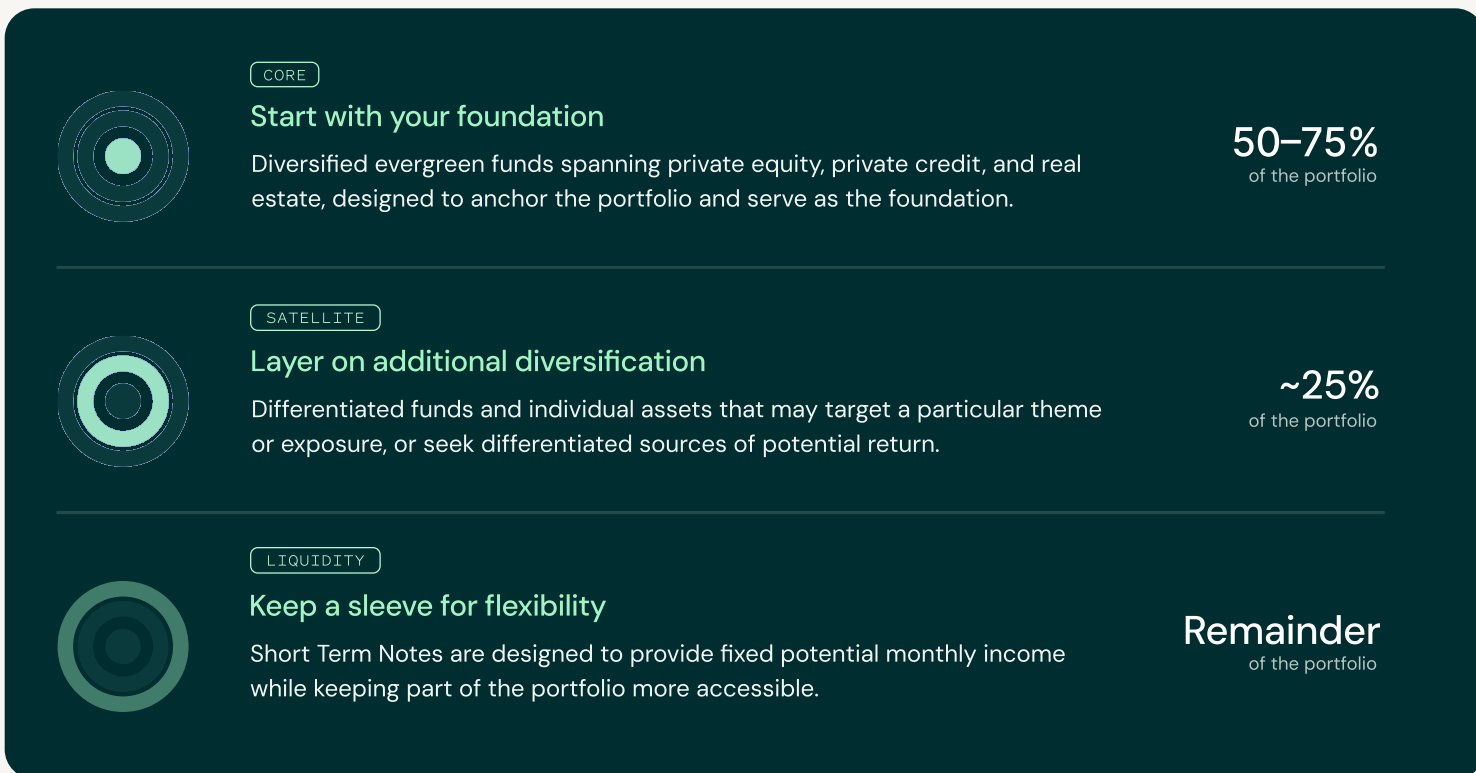 CORE
Start with your foundation
Diversified evergreen funds spanning private equity, private credit, and real
estate, designed to anchor the portfolio and serve as the foundation.
50–75%
of the portfolio
SATELLITE
Layer on additional diversification
Differentiated funds and individual assets that may target a particular theme
or exposure, or seek differentiated sources of potential return.
~25%
of the portfolio
LIQUIDITY
Keep a sleeve for flexibility
Short Term Notes are designed to provide fixed potential monthly income
while keeping part of the portfolio more accessible.
Remainder
of the portfolio